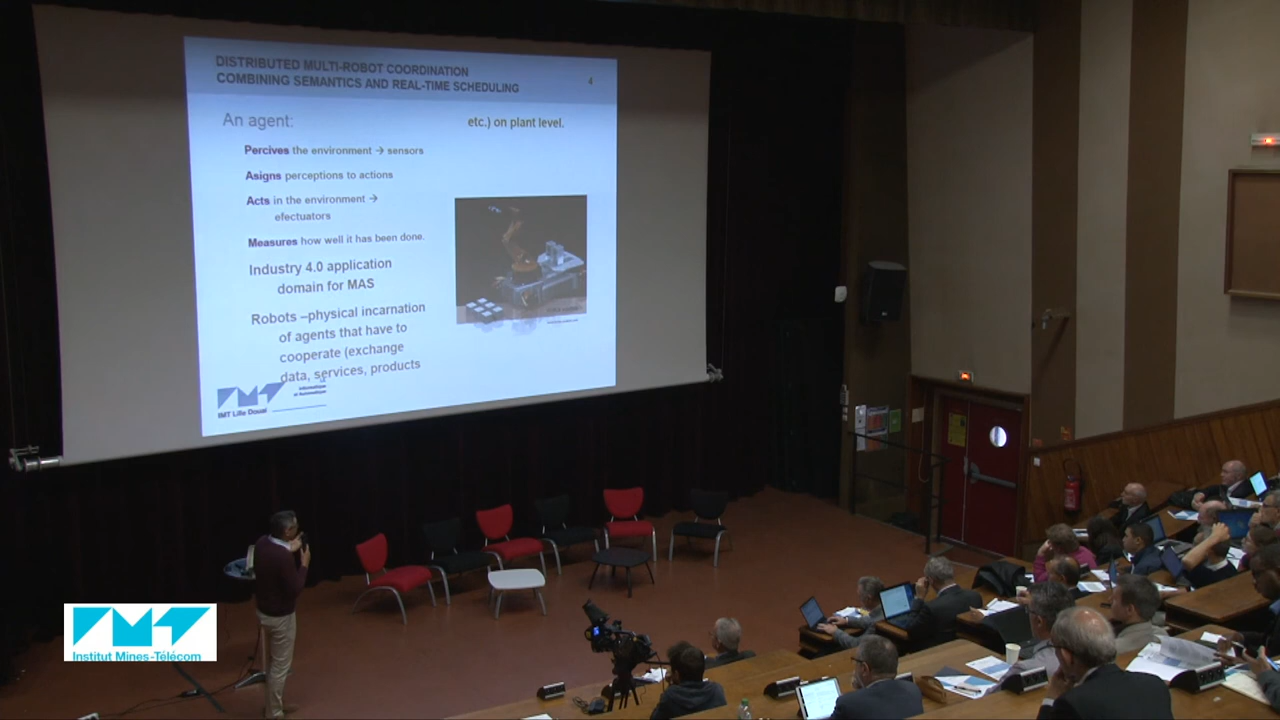 DISTRIBUTED MULTI-ROBOT COORDINATION
COMBINING SEMANTICS AND REAL-TIME SCHEDULING
4
An agent:
Percives the environment → sensors
Asigns perceptions to actions
Acts in the environment →
efectuators
Measures how well it has been done.
Industry 4.0 application
domain for MAS
Robots –physical incarnation
of agents that have to
cooperate (exchange
data, services, products
etc.) on plant level.
IMT Lille Douai
Informatique
et Automatique
Institut Mines-Télécom